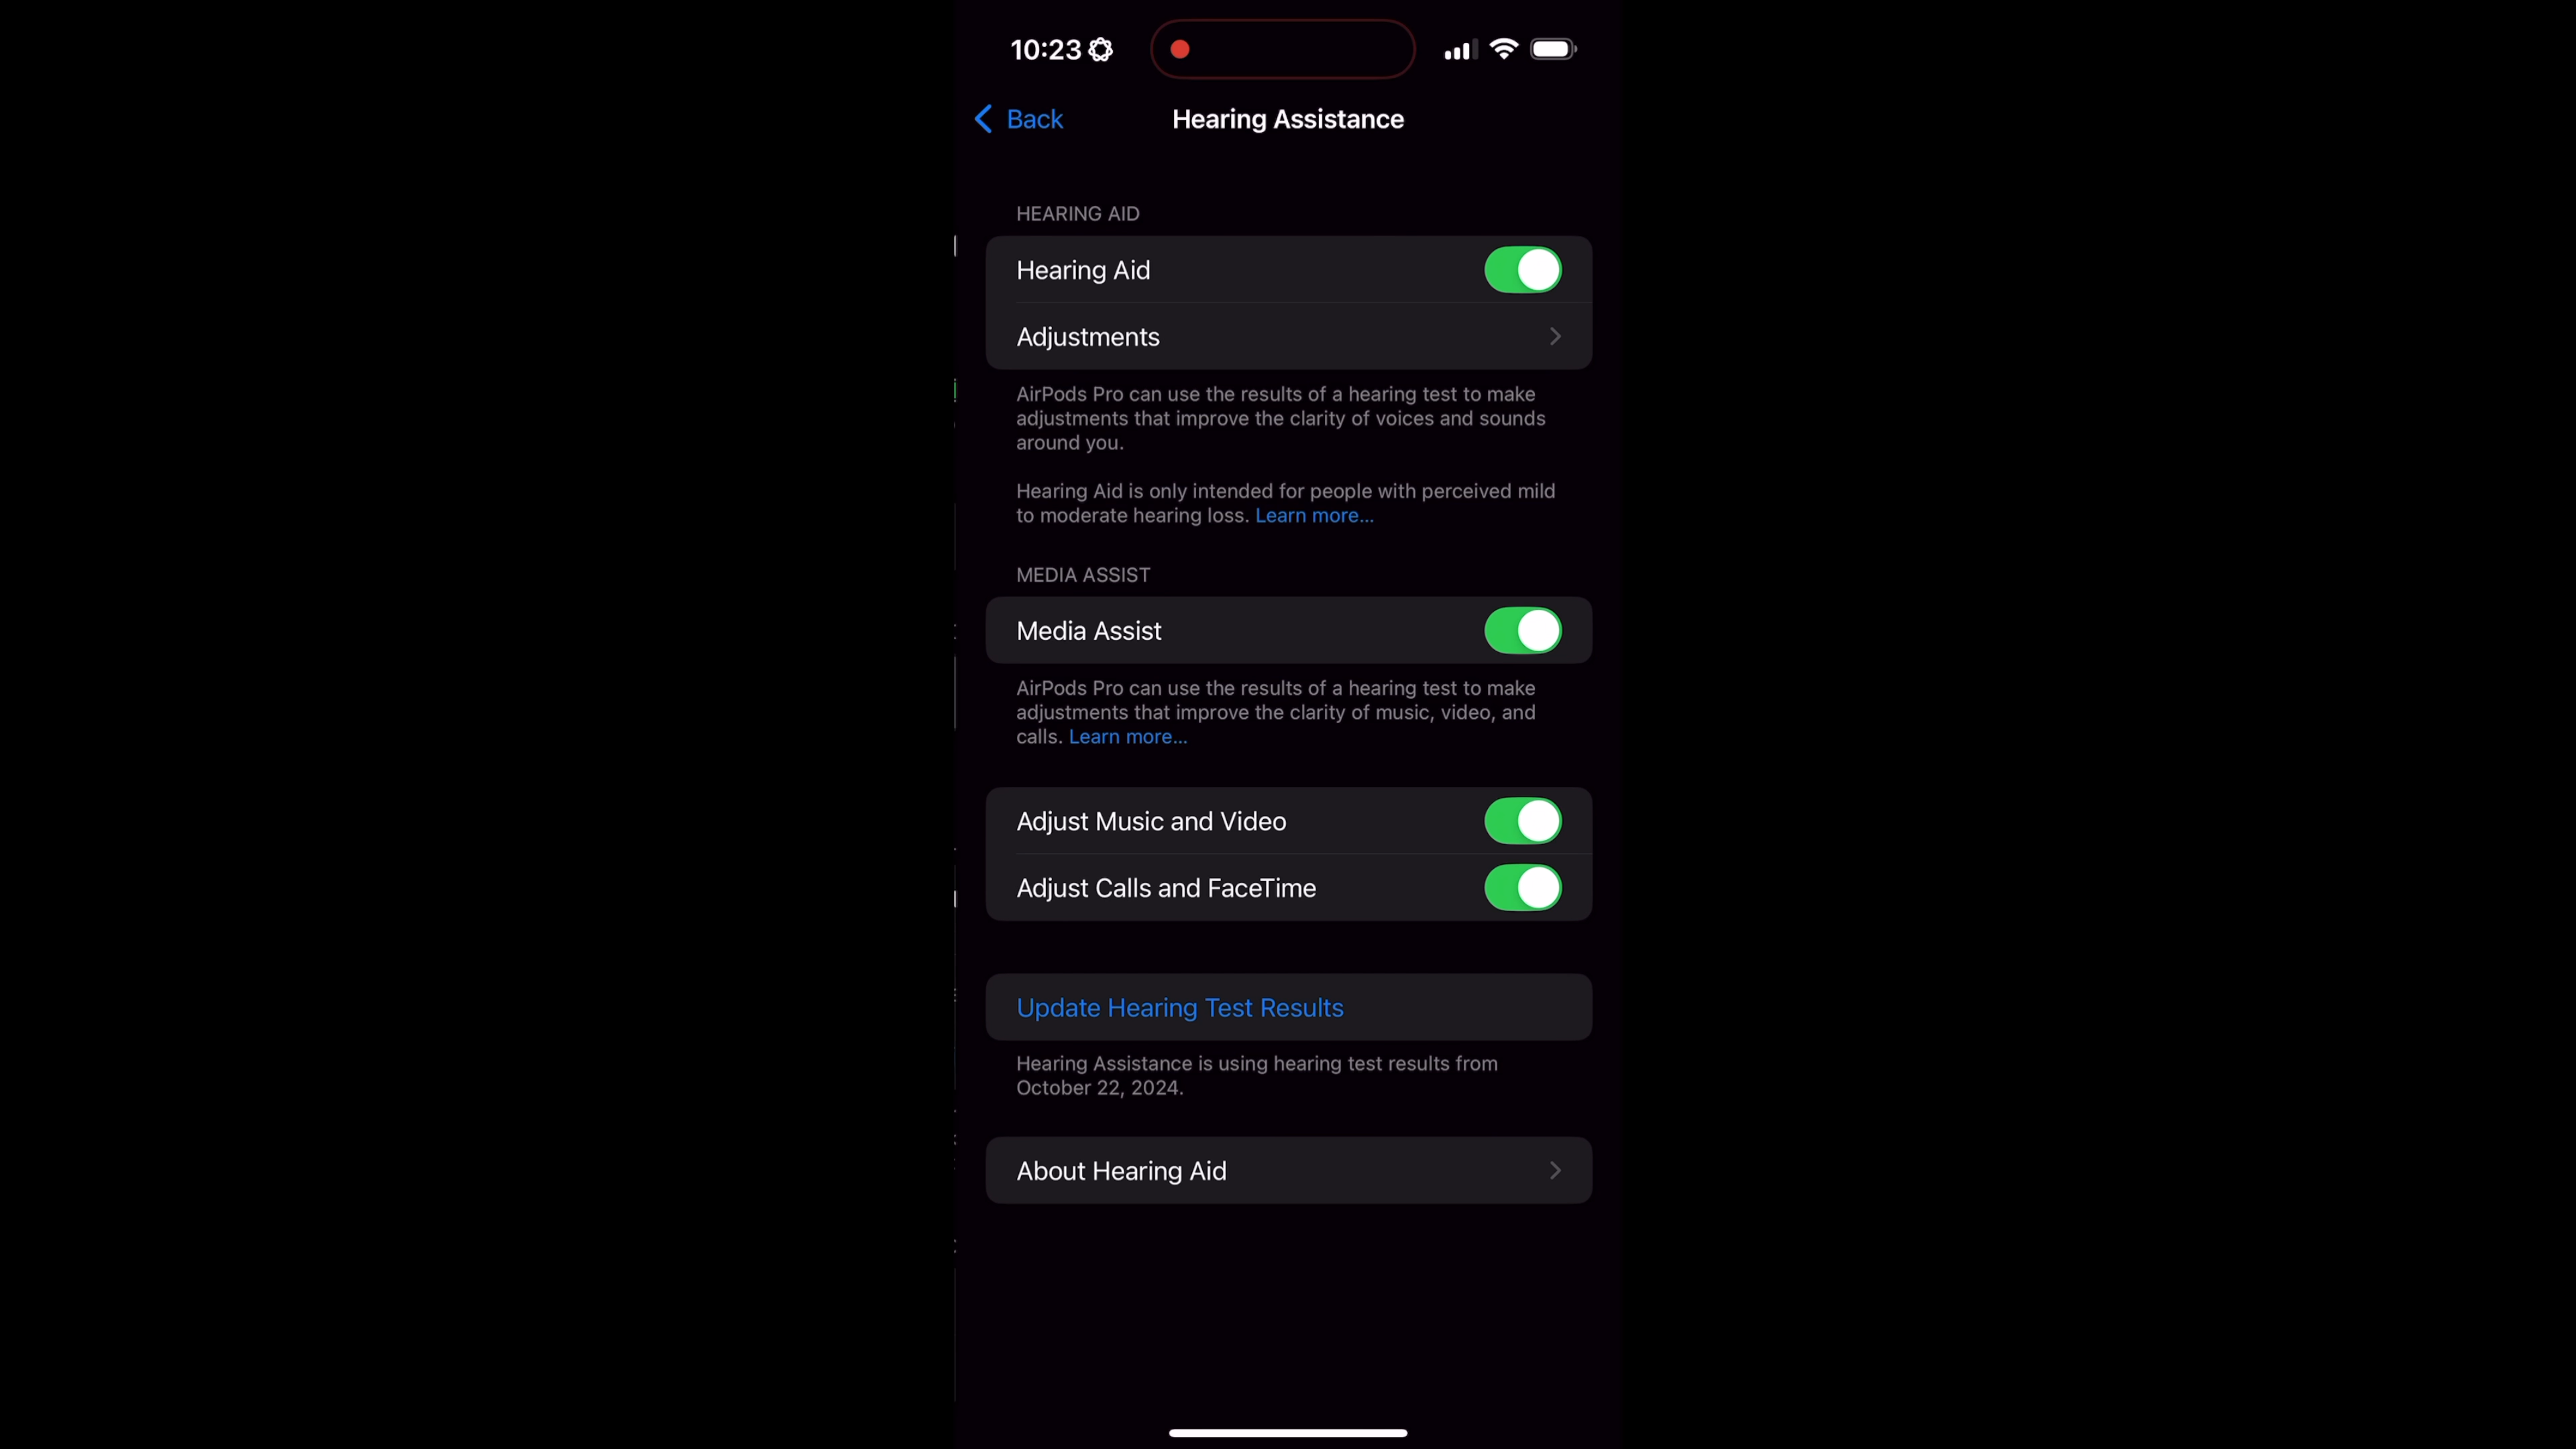 10:23
Back
Hearing Assistance
HEARING AID
Hearing Aid
Adjustments
AirPods Pro can use the results of a hearing test to make
adjustments that improve the clarity of voices and sounds
around you.
Hearing Aid is only intended for people with perceived mild
to moderate hearing loss. Learn more...
MEDIA ASSIST
Media Assist
AirPods Pro can use the results of a hearing test to make
adjustments that improve the clarity of music, video, and
calls. Learn more...
Adjust Music and Video
Adjust Calls and FaceTime
Update Hearing Test Results
Hearing Assistance is using hearing test results from
October 22, 2024.
About Hearing Aid